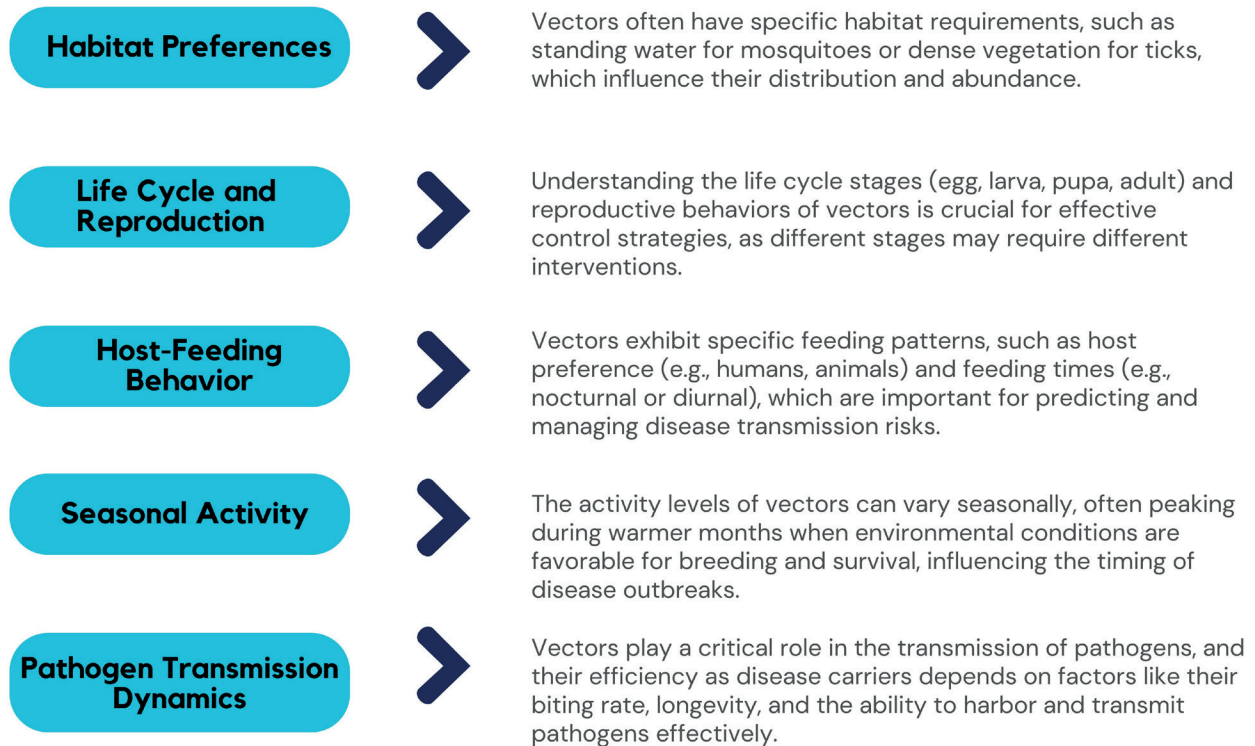 Habitat Preferences
Vectors often have specific habitat requirements, such as
standing water for mosquitoes or dense vegetation for ticks,
which influence their distribution and abundance.
Life Cycle and
Reproduction
Understanding the life cycle stages (egg, larva, pupa, adult) and
reproductive behaviors of vectors is crucial for effective
control strategies, as different stages may require different
interventions.
Host-Feeding
Behavior
Vectors exhibit specific feeding patterns, such as host
preference (e.g., humans, animals) and feeding times (e.g.,
nocturnal or diurnal), which are important for predicting and
managing disease transmission risks.
Seasonal Activity
The activity levels of vectors can vary seasonally, often peaking
during warmer months when environmental conditions are
favorable for breeding and survival, influencing the timing of
disease outbreaks.
Pathogen Transmission
Dynamics
Vectors play a critical role in the transmission of pathogens, and
their efficiency as disease carriers depends on factors like their
biting rate, longevity, and the ability to harbor and transmit
pathogens effectively.